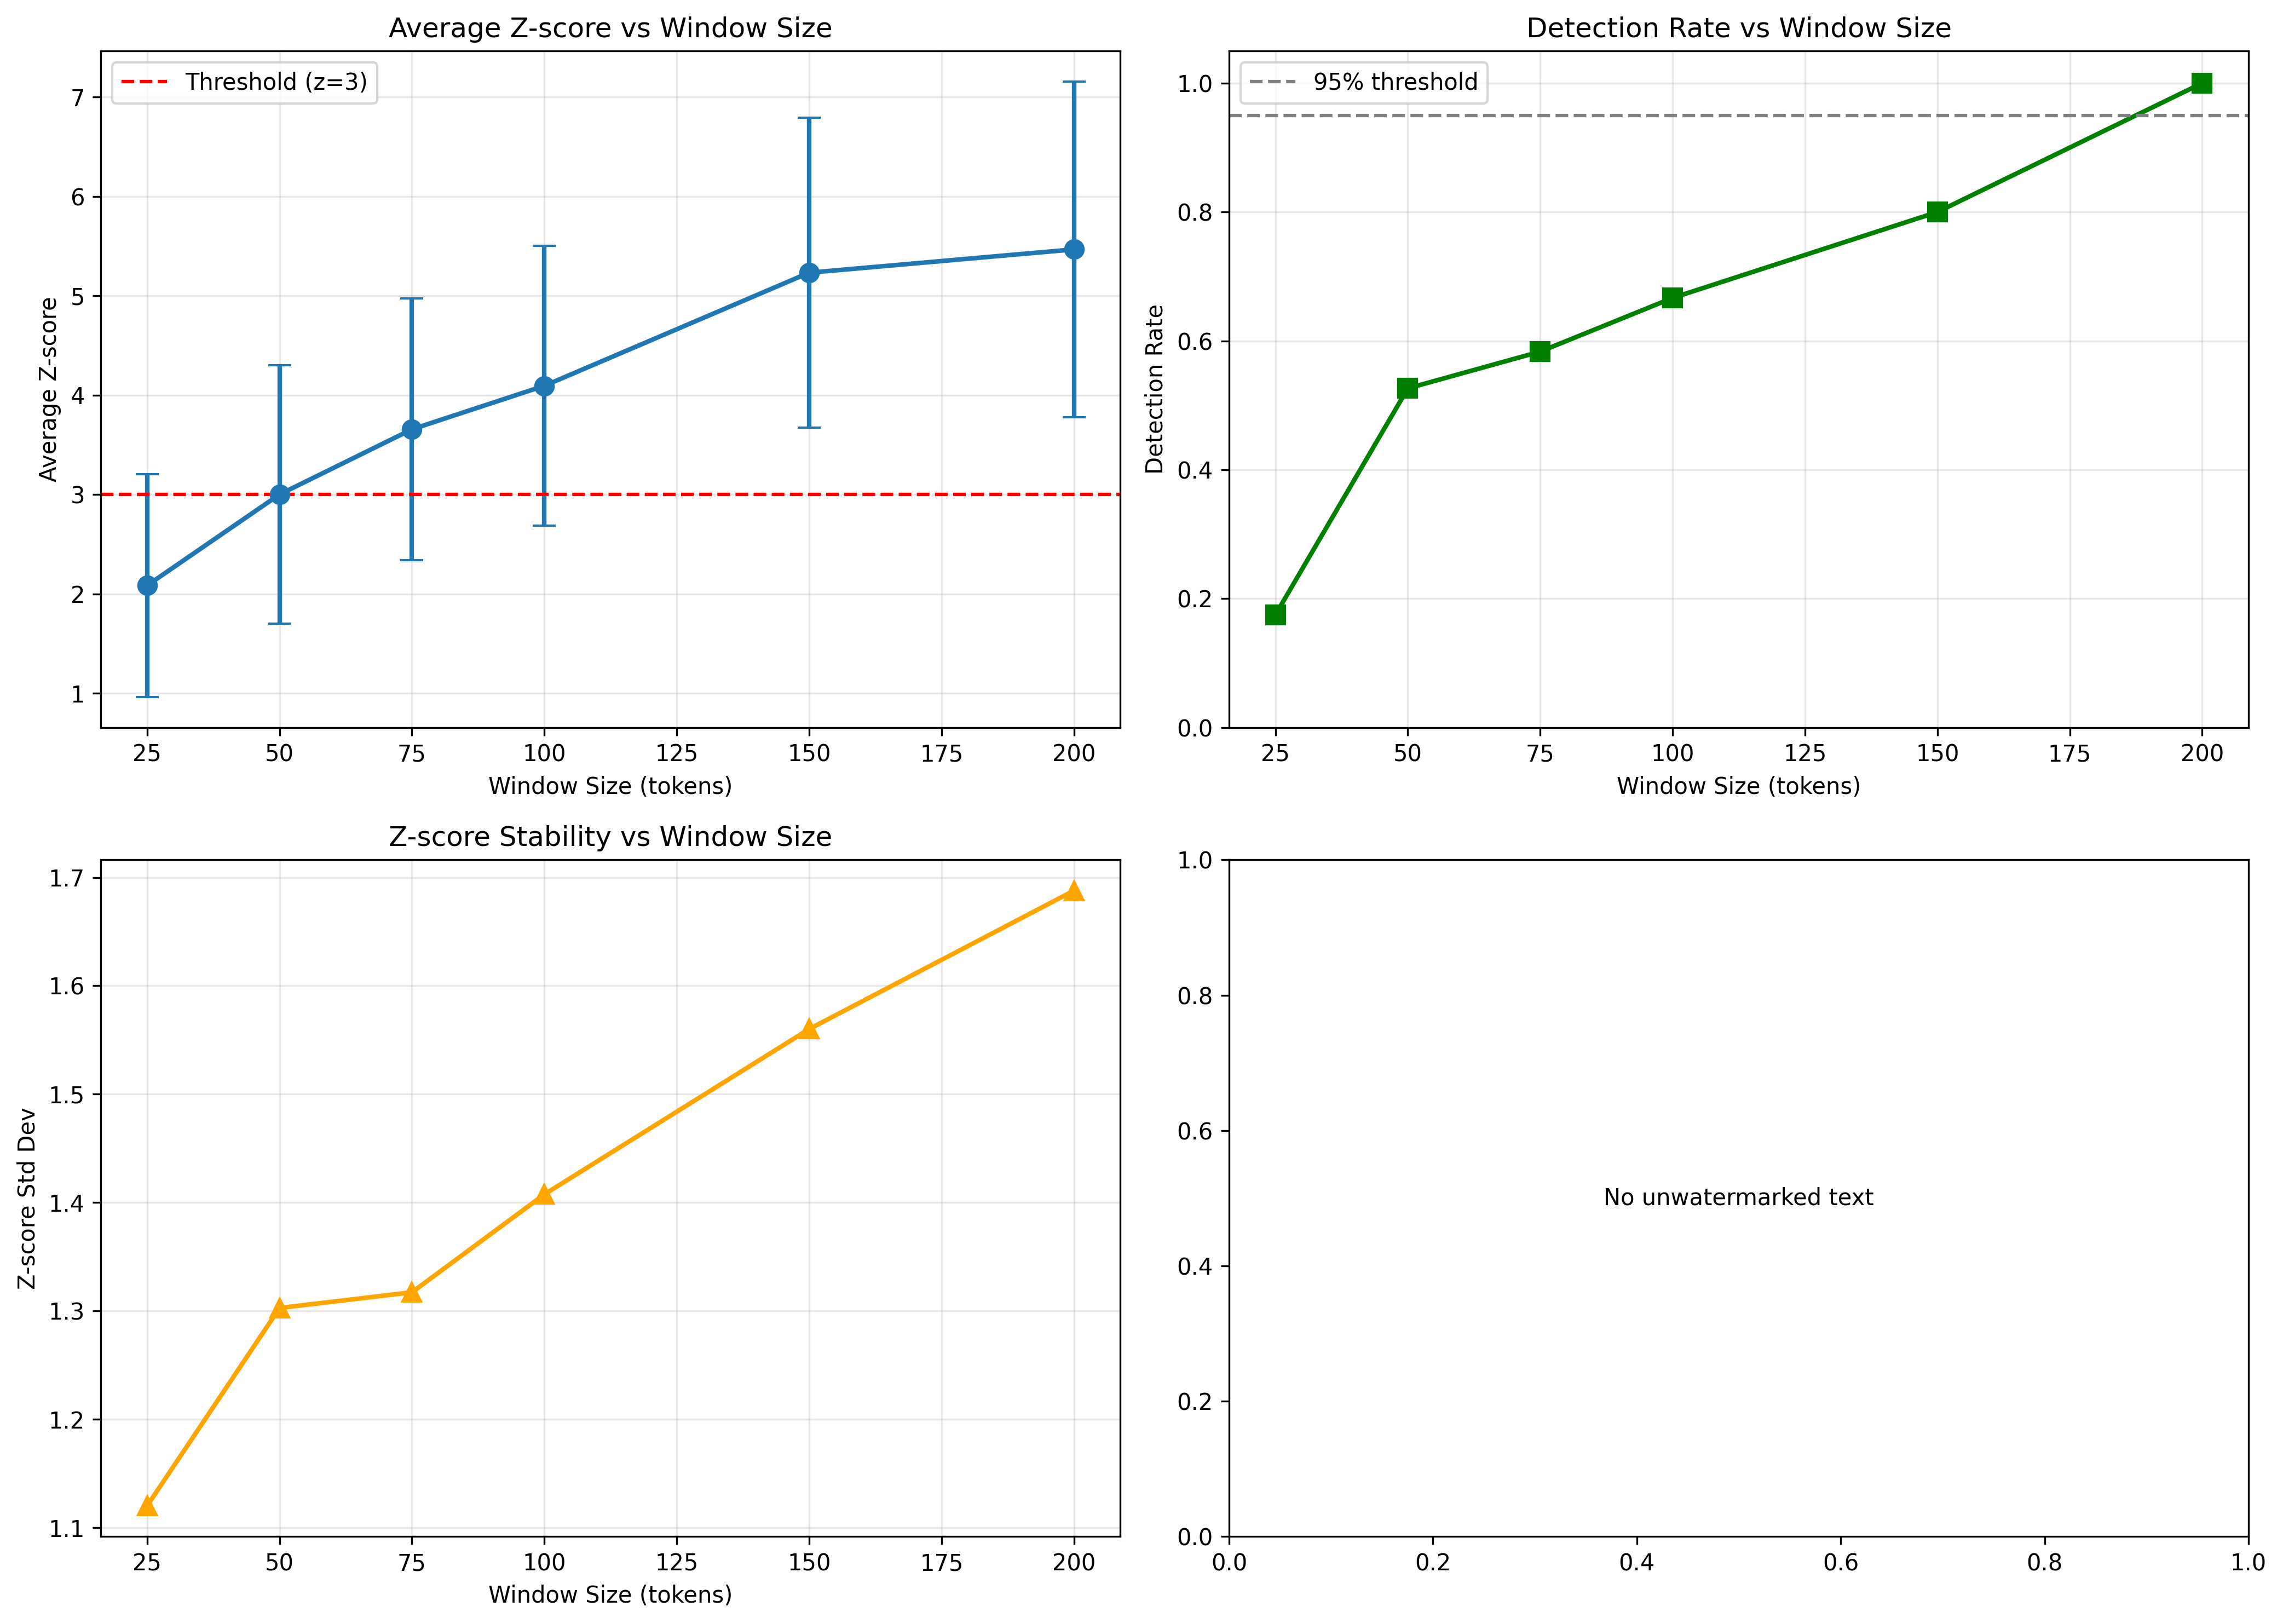 Average Z-score vs Window Size
Threshold (z=3)
7
6
5
4
3
2
1
Average Z-score
25 50 75 100 125 150 175 200
Window Size (tokens)
Detection Rate vs Window Size
95% threshold
1.0
0.8
0.6
0.4
0.2
0.0
Detection Rate
25 50 75 100 125 150 175 200
Window Size (tokens)
Z-score Stability vs Window Size
1.7
1.6
1.5
1.4
1.3
1.2
1.1
Z-score Std Dev
25 50 75 100 125 150 175 200
Window Size (tokens)
1.0
0.8
0.6
0.4
0.2
0.0
No unwatermarked text
0.0 0.2 0.4 0.6 0.8 1.0